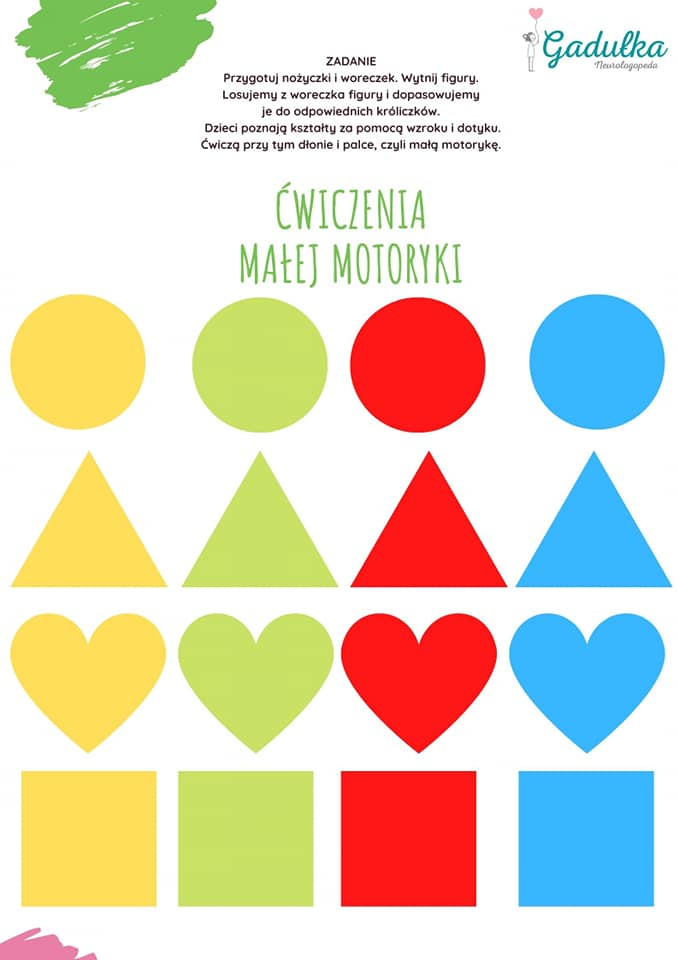 Gadułka
Neurologopeda
ZADANIE
Przygotuj nożyczki i woreczek. Wytnij figury.
Losujemy z woreczka figury i dopasowujemy
je do odpowiednich króliczków.
Dzieci poznają kształty za pomocą wzroku i dotyku.
Ćwiczą przy tym dłonie i palce, czyli małą motorykę.
ĆWICZENIA
MAŁEJ MOTORYKI